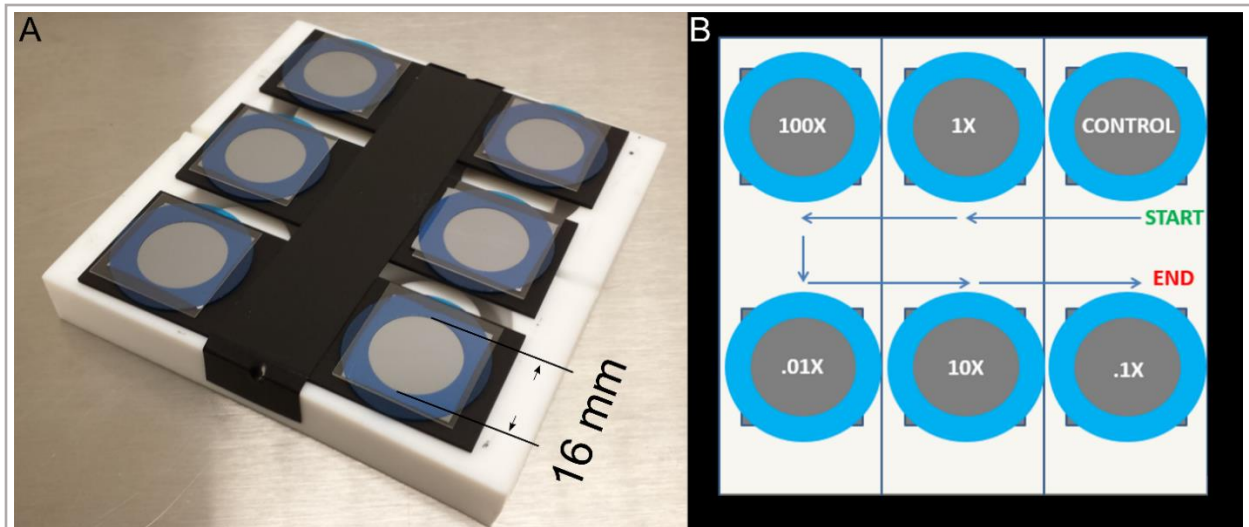 A
16 mm
B
100X
1X
CONTROL
START
END
.01X
10X
.1X